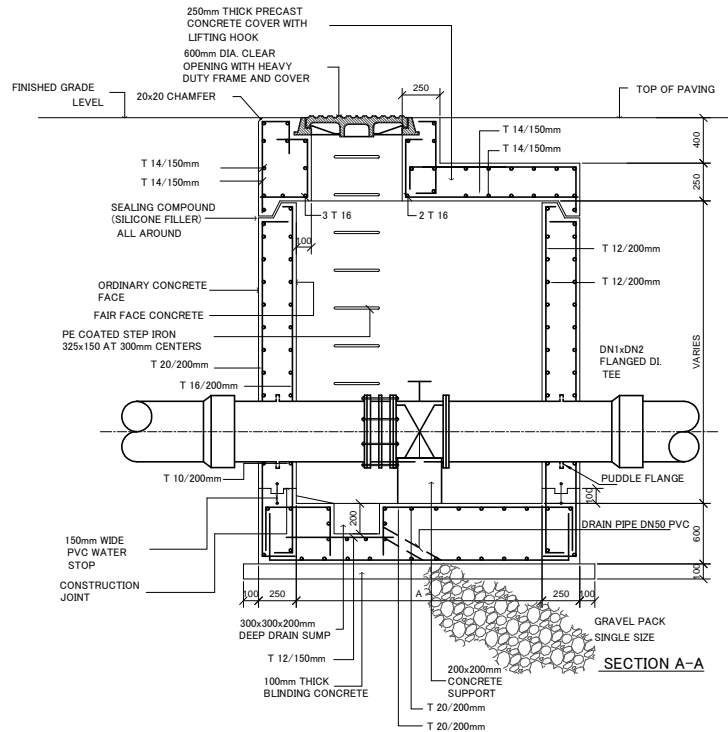 250mm THICK PRECAST
CONCRETE COVER WITH
LIFTING HOOK
600mm DIA. CLEAR
OPENING WITH HEAVY
DUTY FRAME AND COVER
250
FINISHED GRADE
LEVEL
20x20 CHAMFER
TOP OF PAVING
T 14/150mm
T 14/150mm
400
T 14/150mm
T 14/150mm
250
SEALING COMPOUND
(SILICONE FILLER)
ALL AROUND
3 T 16
2 T 16
100
T 12/200mm
T 12/200mm
ORDINARY CONCRETE
FACE
FAIR FACE CONCRETE
PE COATED STEP IRON
325x150 AT 300mm CENTERS
VARIES
DN1xDN2
FLANGED DI.
TEE
T 20/200mm
T 16/200mm
T 10/200mm
PUDDLE FLANGE
100
200
DRAIN PIPE DN50 PVC
600
150mm WIDE
PVC WATER
STOP
CONSTRUCTION
JOINT
100
100
250
A
250
100
300x300x200mm
DEEP DRAIN SUMP
GRAVEL PACK
SINGLE SIZE
T 12/150mm
SECTION A-A
200x200mm
CONCRETE
SUPPORT
100mm THICK
BLINDING CONCRETE
T 20/200mm
T 20/200mm